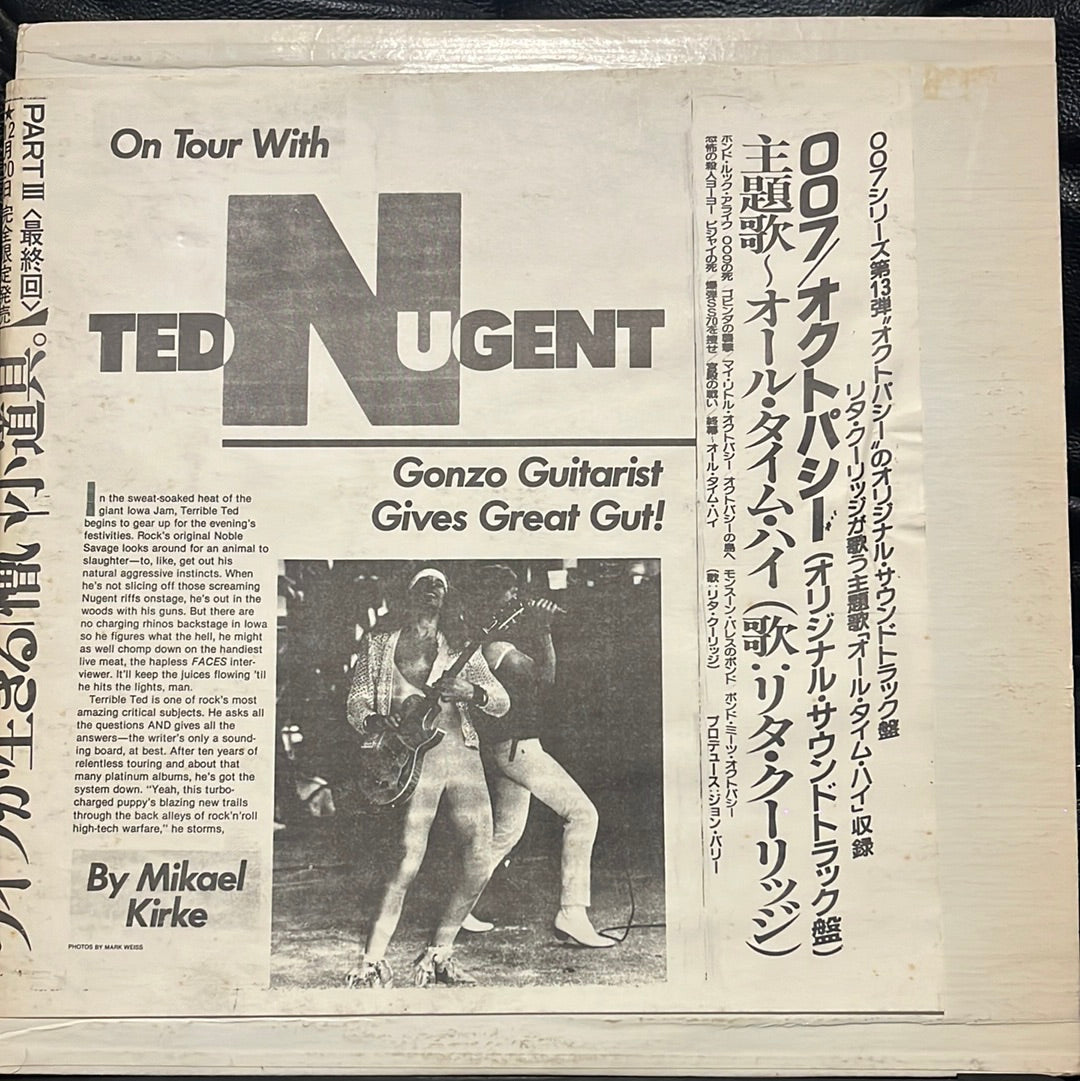 On Tour With
TED NUGENT
Gonzo Guitarist
Gives Great Gut!
In the sweat-soaked heat of the
giant Iowa Jam, Terrible Ted
begins to gear up for the evening's
festivities. Rock's original Noble
Savage looks around for an animal to
slaughter—to, like, get out his
natural aggressive instincts. When
he's not slicing off those screaming
Nugent riffs onstage, he's out in the
woods with his guns. But there are
no charging rhinos backstage in Iowa
so he figures what the hell, he might
as well chomp down on the handiest
live meat, the hapless FACES inter-
viewer. It'll keep the juices flowing 'til
he hits the lights, man.
Terrible Ted is one of rock's most
amazing critical subjects. He asks all
the questions AND gives all the
answers—the writer's only a sound-
ing board, at best. After ten years of
relentless touring and about that
many platinum albums, he's got the
system down. "Yeah, this turbo-
charged puppy's blazing new trails
through the back alleys of rock'n'roll
high-tech warfare," he storms,
By Mikael
Kirke
PHOTOS BY MARK WEISS
007シリーズ第13弾"オクトパシー"のオリジナル・サウンドトラック盤
リタ・クーリッジが歌う主題歌「オール・タイム・ハイ」収録
007/オクトパシー(オリジナル・サウンドトラック盤)
主題歌〜オール・タイム・ハイ(歌:リタ・クーリッジ)
ボンド・ルック・アライヴ 009の死/ゴビンダの襲撃/マイ・リトル・オクトパシー/オクトパシーの島へ モンスーン・パレスのボンド/ボンド・ミーツ・オクトパシー
恐怖の殺人ヨーヨー ビジャイの死/爆弾SS70を捜せ/宮殿の戦い/終幕〜オール・タイム・ハイ(歌:リタ・クーリッジ) プロデュース:ジョン・バリー
PART III〈最終回〉
★12月20日 完全限定発売